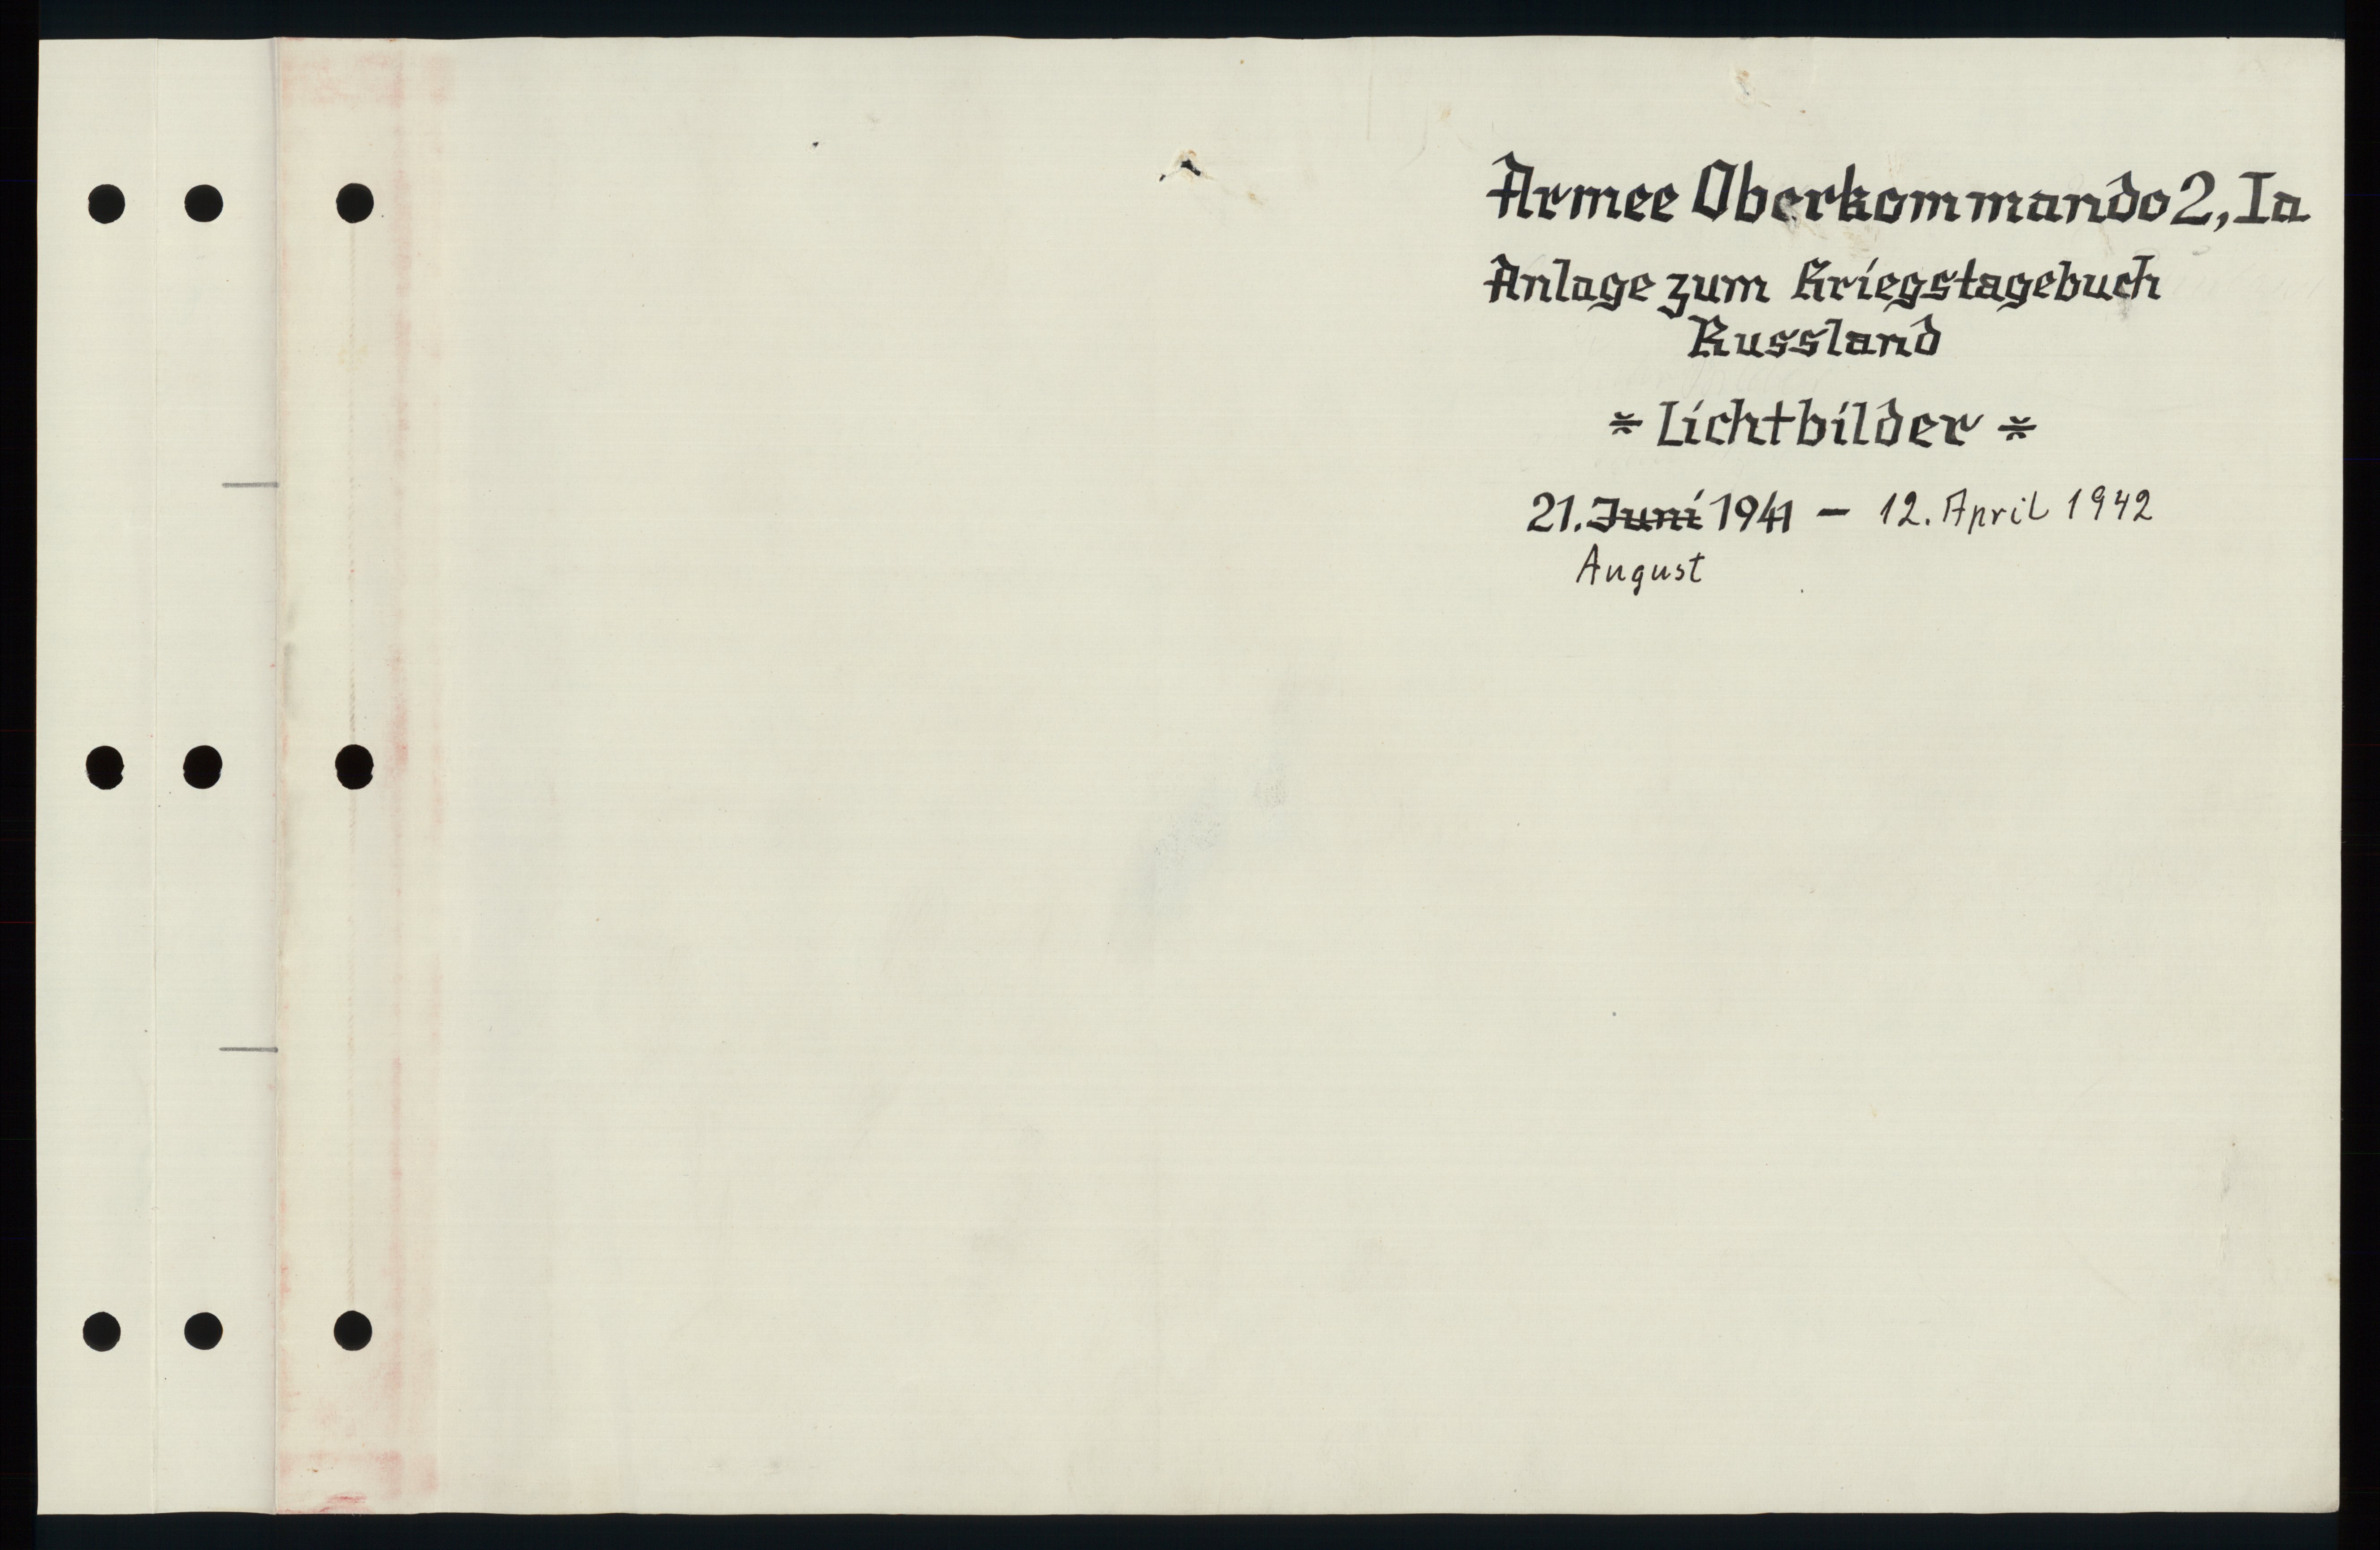 Armee Oberkommando 2, Ia
Anlage zum Kriegstagebuch
Russland
* Lichtbilder *
21. Juni 1941 – 12. April 1942
August